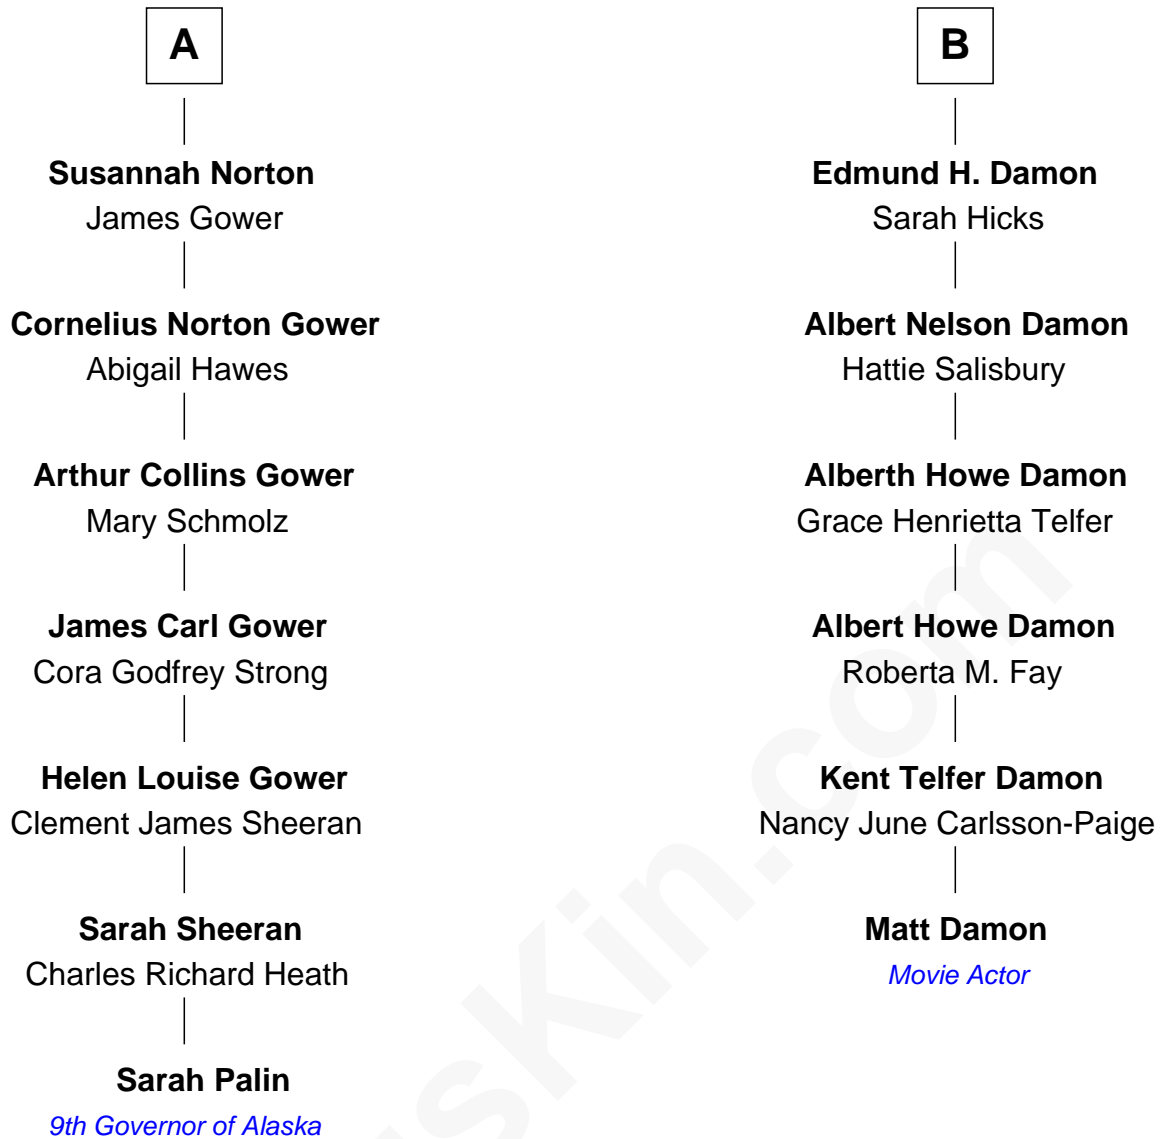 A
Susannah Norton
James Gower
Cornelius Norton Gower
Abigail Hawes
Arthur Collins Gower
Mary Schmolz
James Carl Gower
Cora Godfrey Strong
Helen Louise Gower
Clement James Sheeran
Sarah Sheeran
Charles Richard Heath
Sarah Palin
9th Governor of Alaska
B
Edmund H. Damon
Sarah Hicks
Albert Nelson Damon
Hattie Salisbury
Alberth Howe Damon
Grace Henrietta Telfer
Albert Howe Damon
Roberta M. Fay
Kent Telfer Damon
Nancy June Carlsson-Paige
Matt Damon
Movie Actor